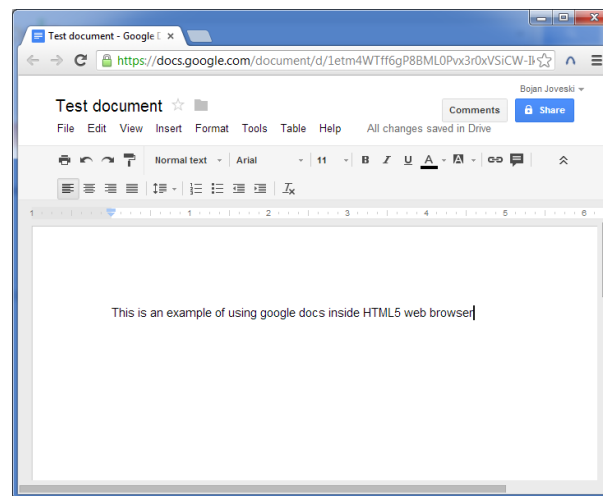 Test document - Google D
https://docs.google.com/document/d/1etm4WTff6gP8BML0Pvx3r0xVSiCW-I
Bojan Joveski
Test document
Comments
Share
File Edit View Insert Format Tools Table Help All changes saved in Drive
Normal text Arial 11 B I U A A
1 1 2 3 4 5 6
This is an example of using google docs inside HTML5 web browser